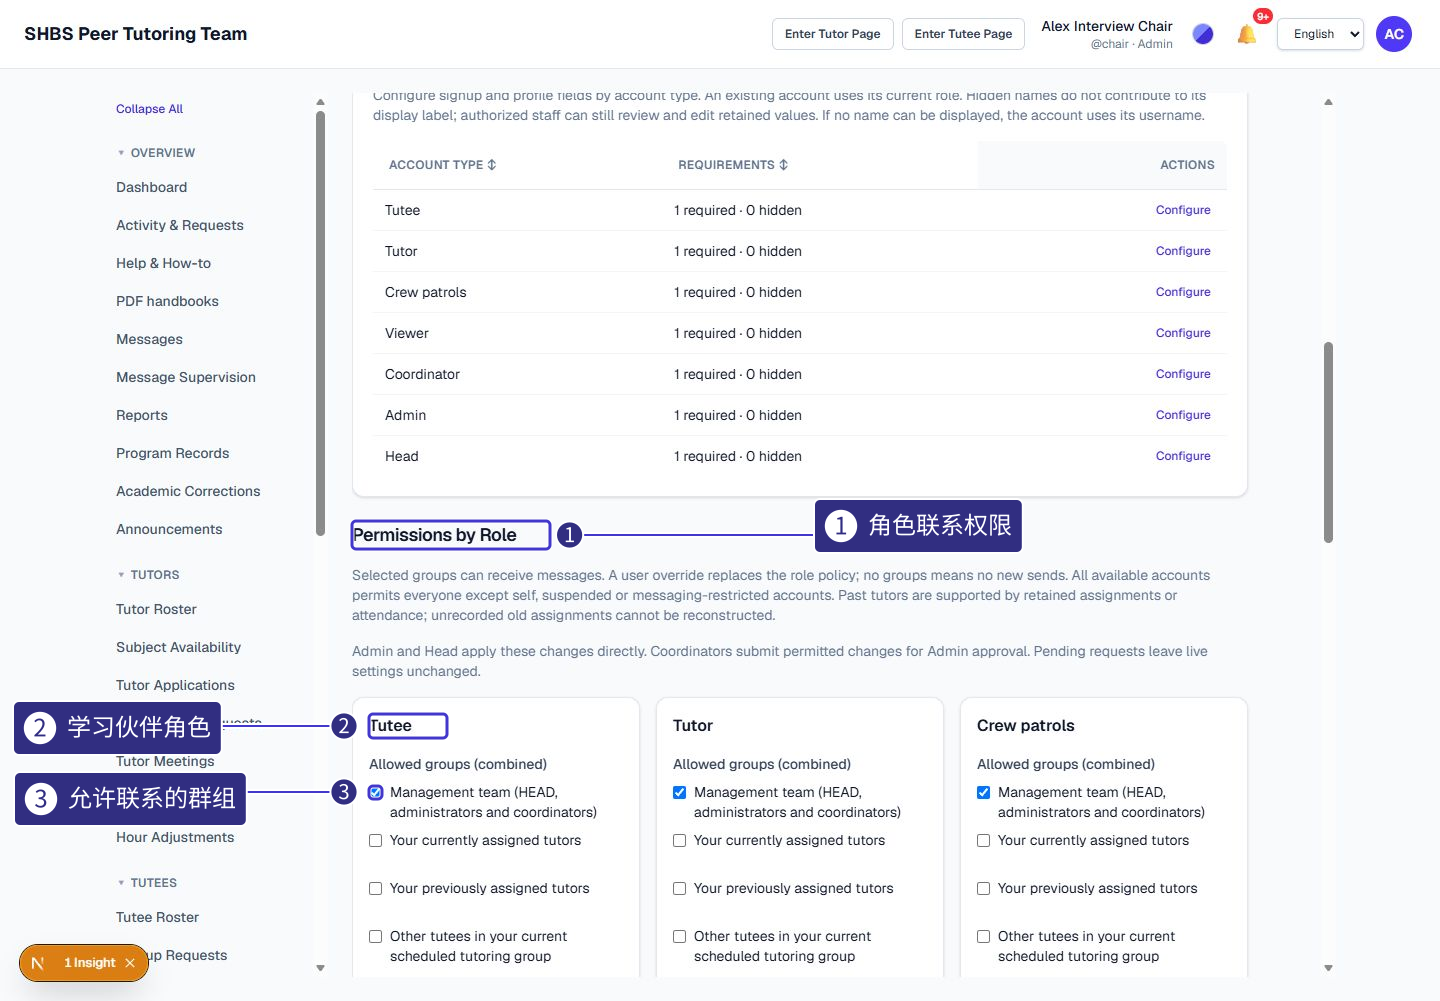 SHBS Peer Tutoring Team
Enter Tutor Page
Enter Tutee Page
Alex Interview Chair
@chair · Admin
9+
English
AC
Collapse All
OVERVIEW
Dashboard
Activity & Requests
Help & How-to
PDF handbooks
Messages
Message Supervision
Reports
Program Records
Academic Corrections
Announcements
TUTORS
Tutor Roster
Subject Availability
Tutor Applications
Tutor Meetings
Hour Adjustments
TUTEES
Tutee Roster
Requests
1 Insight
Configure signup and profile fields by account type. An existing account uses its current role. Hidden names do not contribute to its
display label; authorized staff can still review and edit retained values. If no name can be displayed, the account uses its username.
ACCOUNT TYPE REQUIREMENTS ACTIONS
Tutee 1 required · 0 hidden Configure
Tutor 1 required · 0 hidden Configure
Crew patrols 1 required · 0 hidden Configure
Viewer 1 required · 0 hidden Configure
Coordinator 1 required · 0 hidden Configure
Admin 1 required · 0 hidden Configure
Head 1 required · 0 hidden Configure
Permissions by Role
1
1 角色联系权限
Selected groups can receive messages. A user override replaces the role policy; no groups means no new sends. All available accounts
permits everyone except self, suspended or messaging-restricted accounts. Past tutors are supported by retained assignments or
attendance; unrecorded old assignments cannot be reconstructed.
Admin and Head apply these changes directly. Coordinators submit permitted changes for Admin approval. Pending requests leave live
settings unchanged.
2 学习伙伴角色
2
3 允许联系的群组
3
Tutee
Allowed groups (combined)
Management team (HEAD,
administrators and coordinators)
Your currently assigned tutors
Your previously assigned tutors
Other tutees in your current
scheduled tutoring group
Tutor
Allowed groups (combined)
Management team (HEAD,
administrators and coordinators)
Your currently assigned tutors
Your previously assigned tutors
Other tutees in your current
scheduled tutoring group
Crew patrols
Allowed groups (combined)
Management team (HEAD,
administrators and coordinators)
Your currently assigned tutors
Your previously assigned tutors
Other tutees in your current
scheduled tutoring group